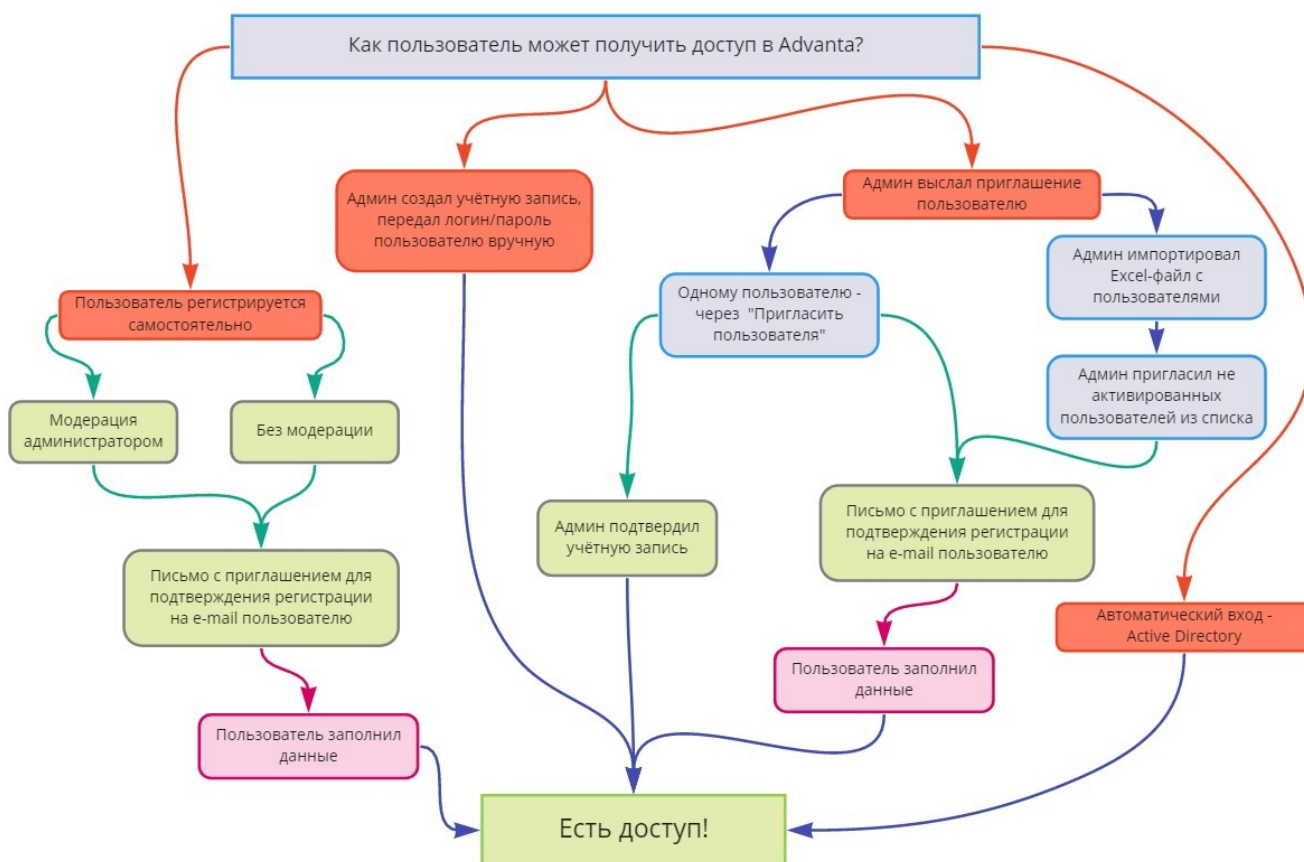 Как пользователь может получить доступ в Advanta?
Админ создал учётную запись,
передал логин/пароль
пользователю вручную
Админ выслал приглашение
пользователю
Админ импортировал
Excel-файл с
пользователями
Пользователь регистрируется
самостоятельно
Одному пользователю -
через "Пригласить
пользователя"
Админ пригласил не
активированных
пользователей из списка
Модерация
администратором
Без модерации
Админ подтвердил
учётную запись
Письмо с приглашением для
подтверждения регистрации
на e-mail пользователю
Письмо с приглашением для
подтверждения регистрации
на e-mail пользователю
Автоматический вход -
Active Directory
Пользователь заполнил
данные
Пользователь заполнил
данные
Есть доступ!